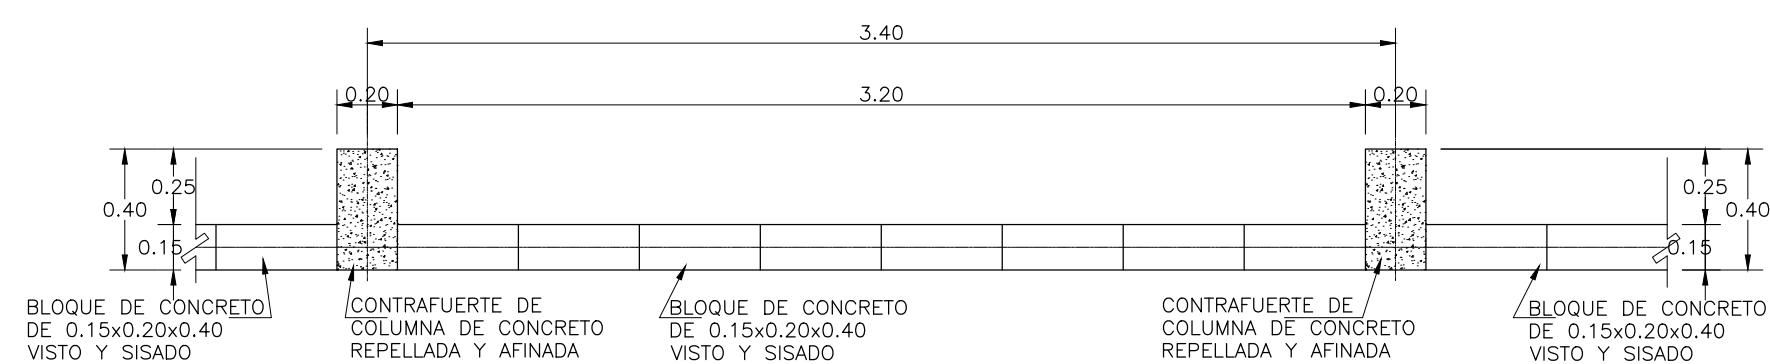 3.40
0.20
3.20
0.20
0.25
0.40
0.15
0.25
0.40
0.15
BLOQUE DE CONCRETO
DE 0.15x0.20x0.40
VISTO Y SISADO
CONTRAFUERTE DE
COLUMNA DE CONCRETO
REPELLADA Y AFINADA
BLOQUE DE CONCRETO
DE 0.15x0.20x0.40
VISTO Y SISADO
CONTRAFUERTE DE
COLUMNA DE CONCRETO
REPELLADA Y AFINADA
BLOQUE DE CONCRETO
DE 0.15x0.20x0.40
VISTO Y SISADO